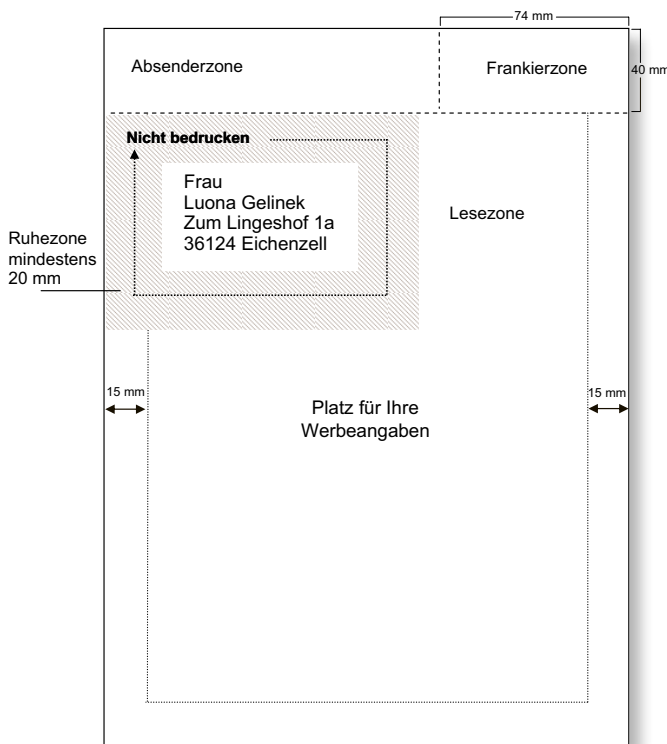 74 mm
Absenderzone
Frankierzone
40 mm
Nicht bedrucken
Frau
Luona Gelinek
Zum Lingeshof 1a
36124 Eichenzell
Lesezone
Ruhezone
mindestens
20 mm
15 mm
15 mm
Platz für Ihre
Werbeangaben